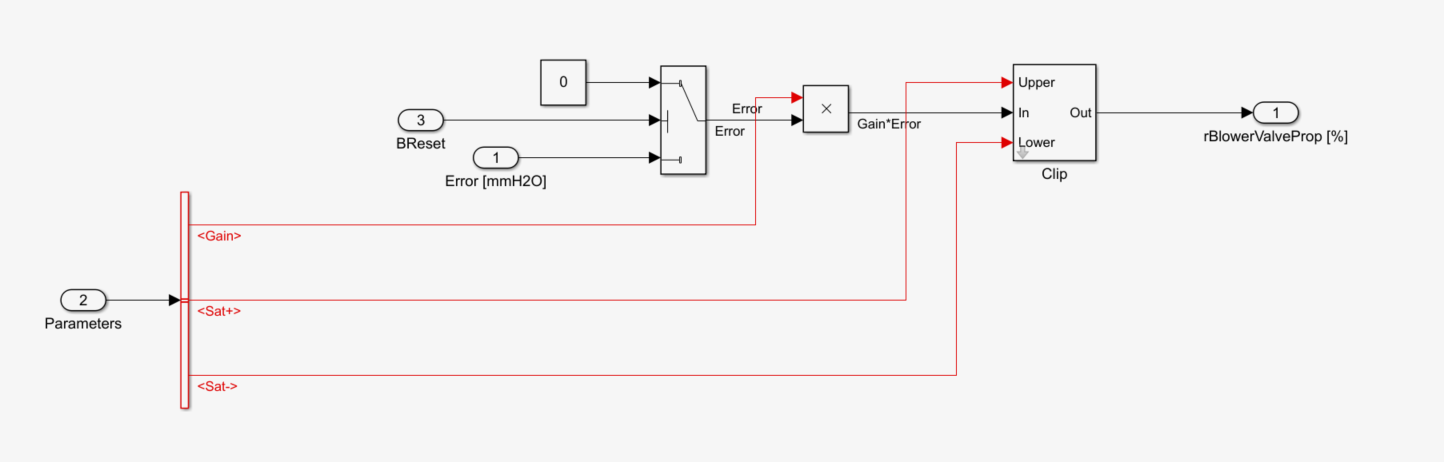 0
3
BReset
1
Error [mmH2O]
Error
Error
×
Gain*Error
Upper
In
Out
Lower
Clip
1
rBlowerValveProp [%]
<Gain>
2
Parameters
<Sat+>
<Sat->